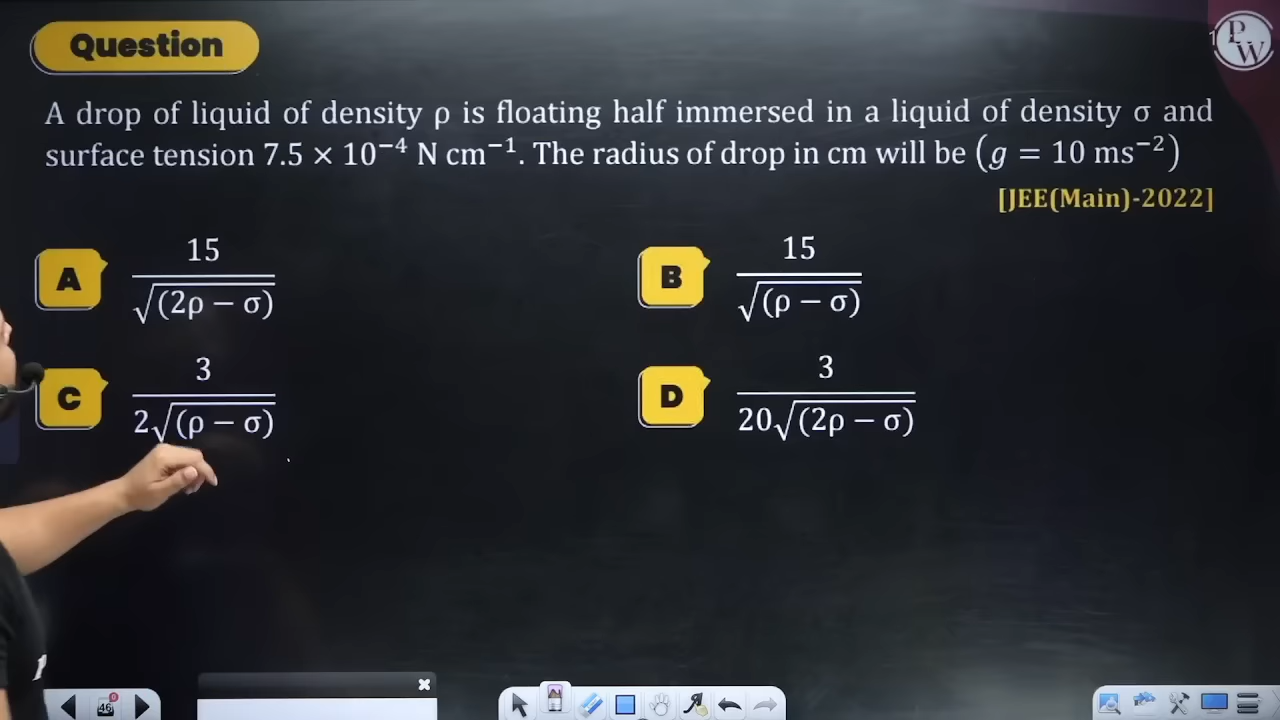 Question
PW
A drop of liquid of density ρ is floating half immersed in a liquid of density σ and
surface tension 7.5 × 10⁻⁴ N cm⁻¹. The radius of drop in cm will be (g = 10 ms⁻²)
[JEE(Main)-2022]
A 15/√(2ρ − σ)
B 15/√(ρ − σ)
C 3/2√(ρ − σ)
D 3/20√(2ρ − σ)
46